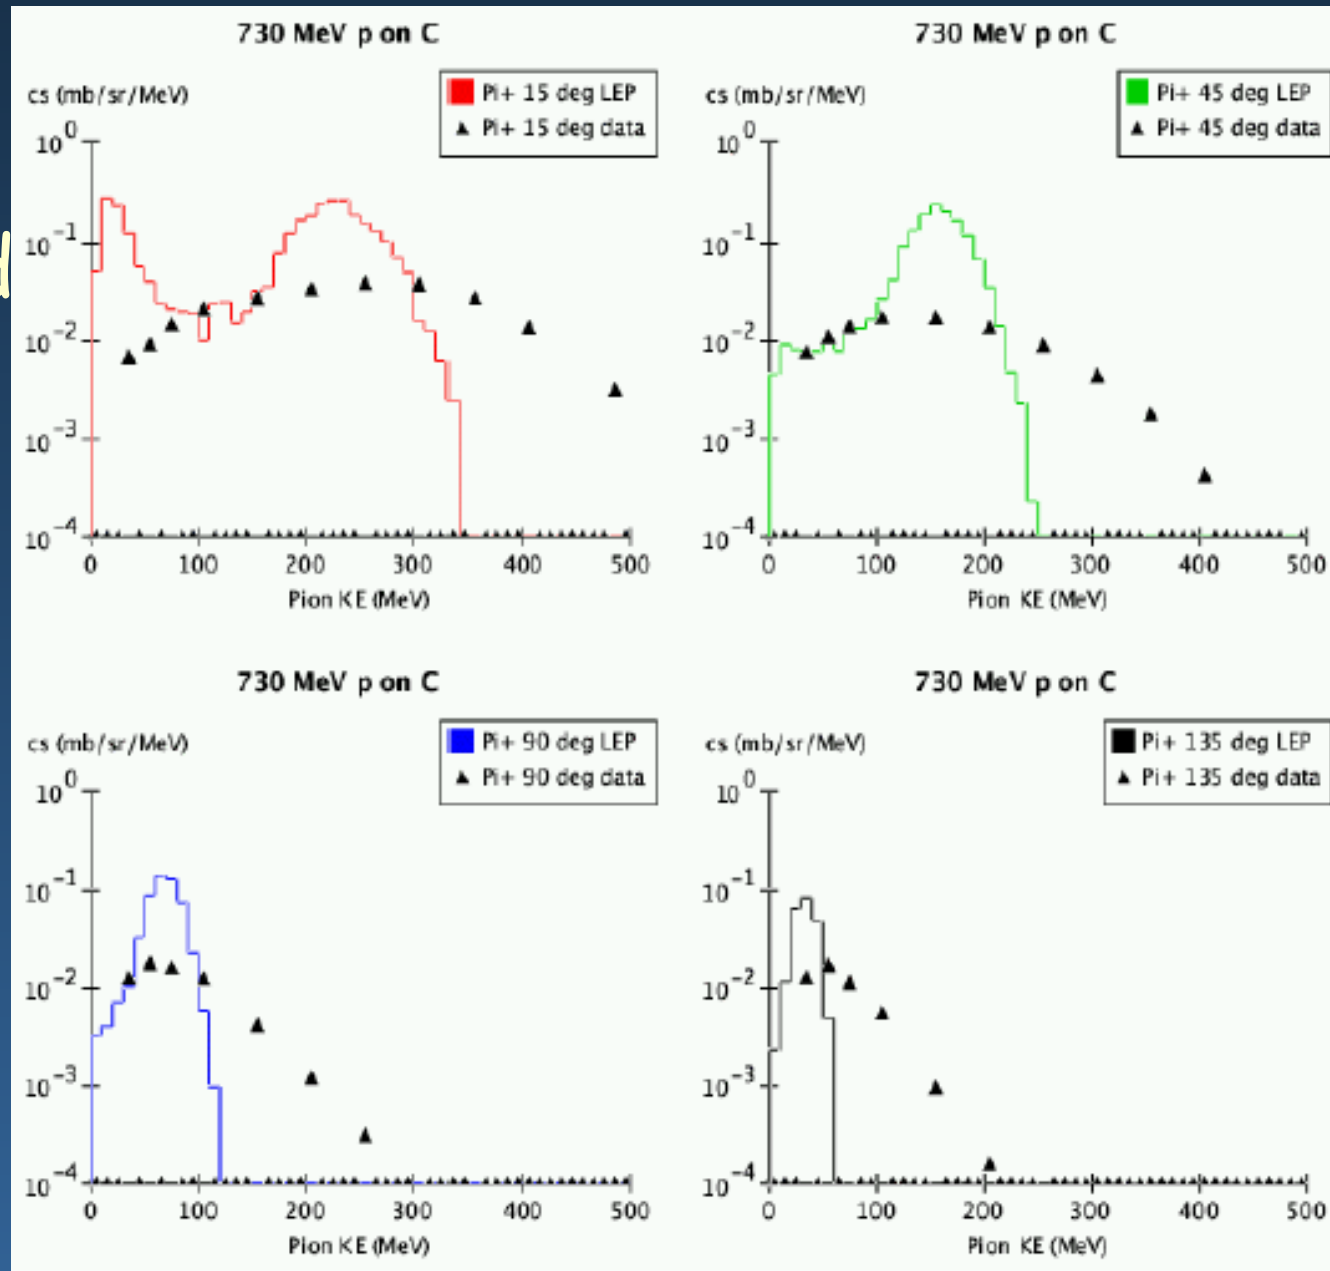 730 MeV p on C
cs (mb/sr/MeV)
Pi+ 15 deg LEP
Pi+ 15 deg data
10^0
10^-1
10^-2
10^-3
10^-4
0 100 200 300 400 500
Pion KE (MeV)
730 MeV p on C
cs (mb/sr/MeV)
Pi+ 45 deg LEP
Pi+ 45 deg data
10^0
10^-1
10^-2
10^-3
10^-4
0 100 200 300 400 500
Pion KE (MeV)
730 MeV p on C
cs (mb/sr/MeV)
Pi+ 90 deg LEP
Pi+ 90 deg data
10^0
10^-1
10^-2
10^-3
10^-4
0 100 200 300 400 500
Pion KE (MeV)
730 MeV p on C
cs (mb/sr/MeV)
Pi+ 135 deg LEP
Pi+ 135 deg data
10^0
10^-1
10^-2
10^-3
10^-4
0 100 200 300 400 500
Pion KE (MeV)